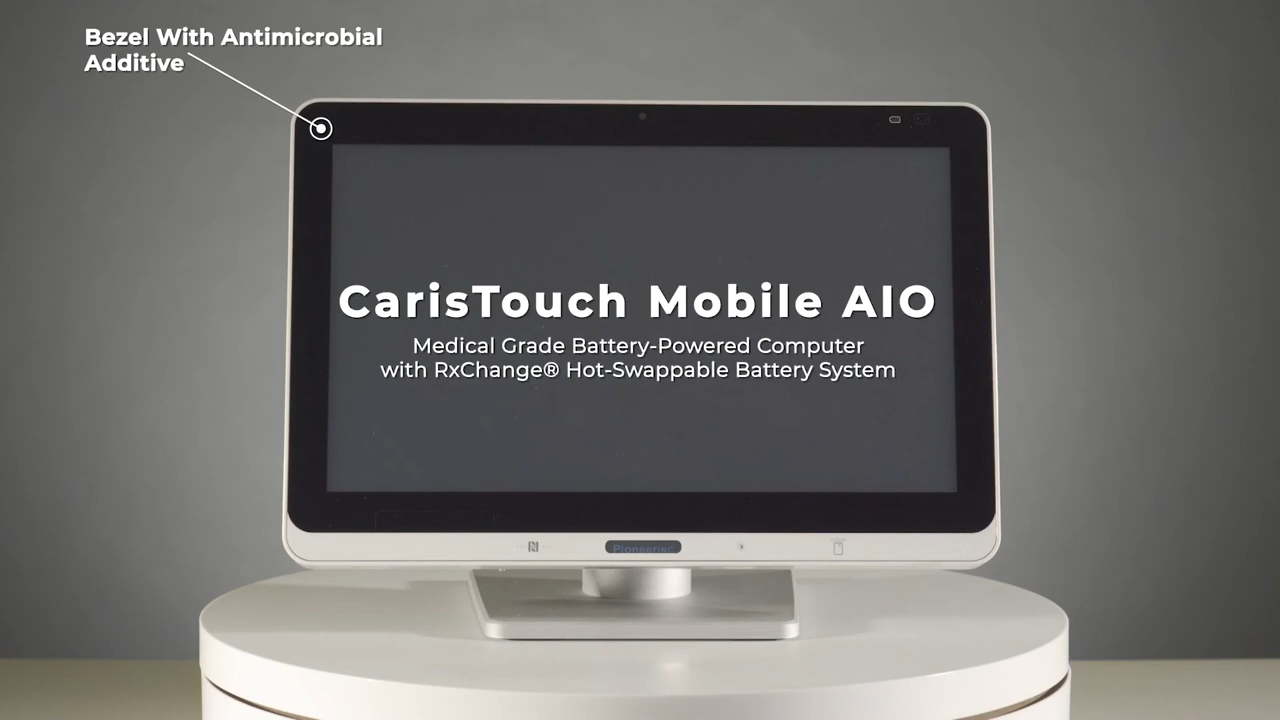 Bezel With Antimicrobial
Additive
CarisTouch Mobile AIO
Medical Grade Battery-Powered Computer
with RxChange® Hot-Swappable Battery System